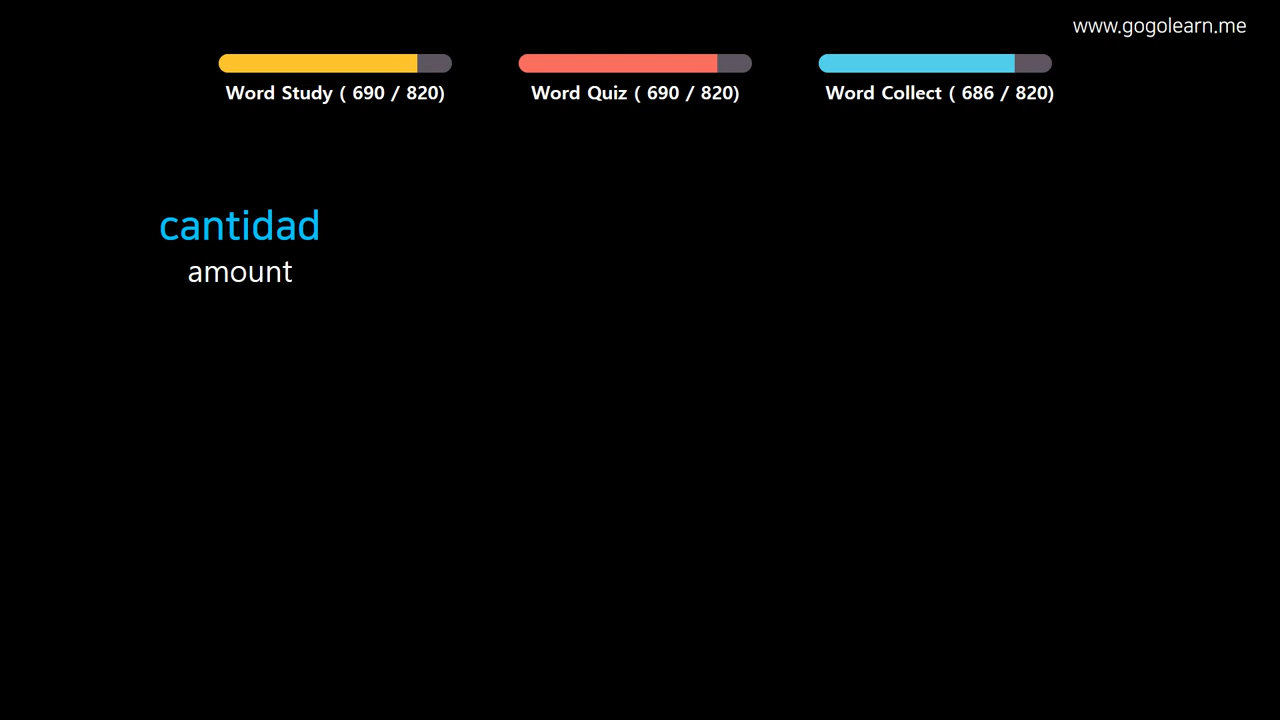 www.gogolearn.me
Word Study ( 690 / 820)
Word Quiz ( 690 / 820)
Word Collect ( 686 / 820)
cantidad
amount